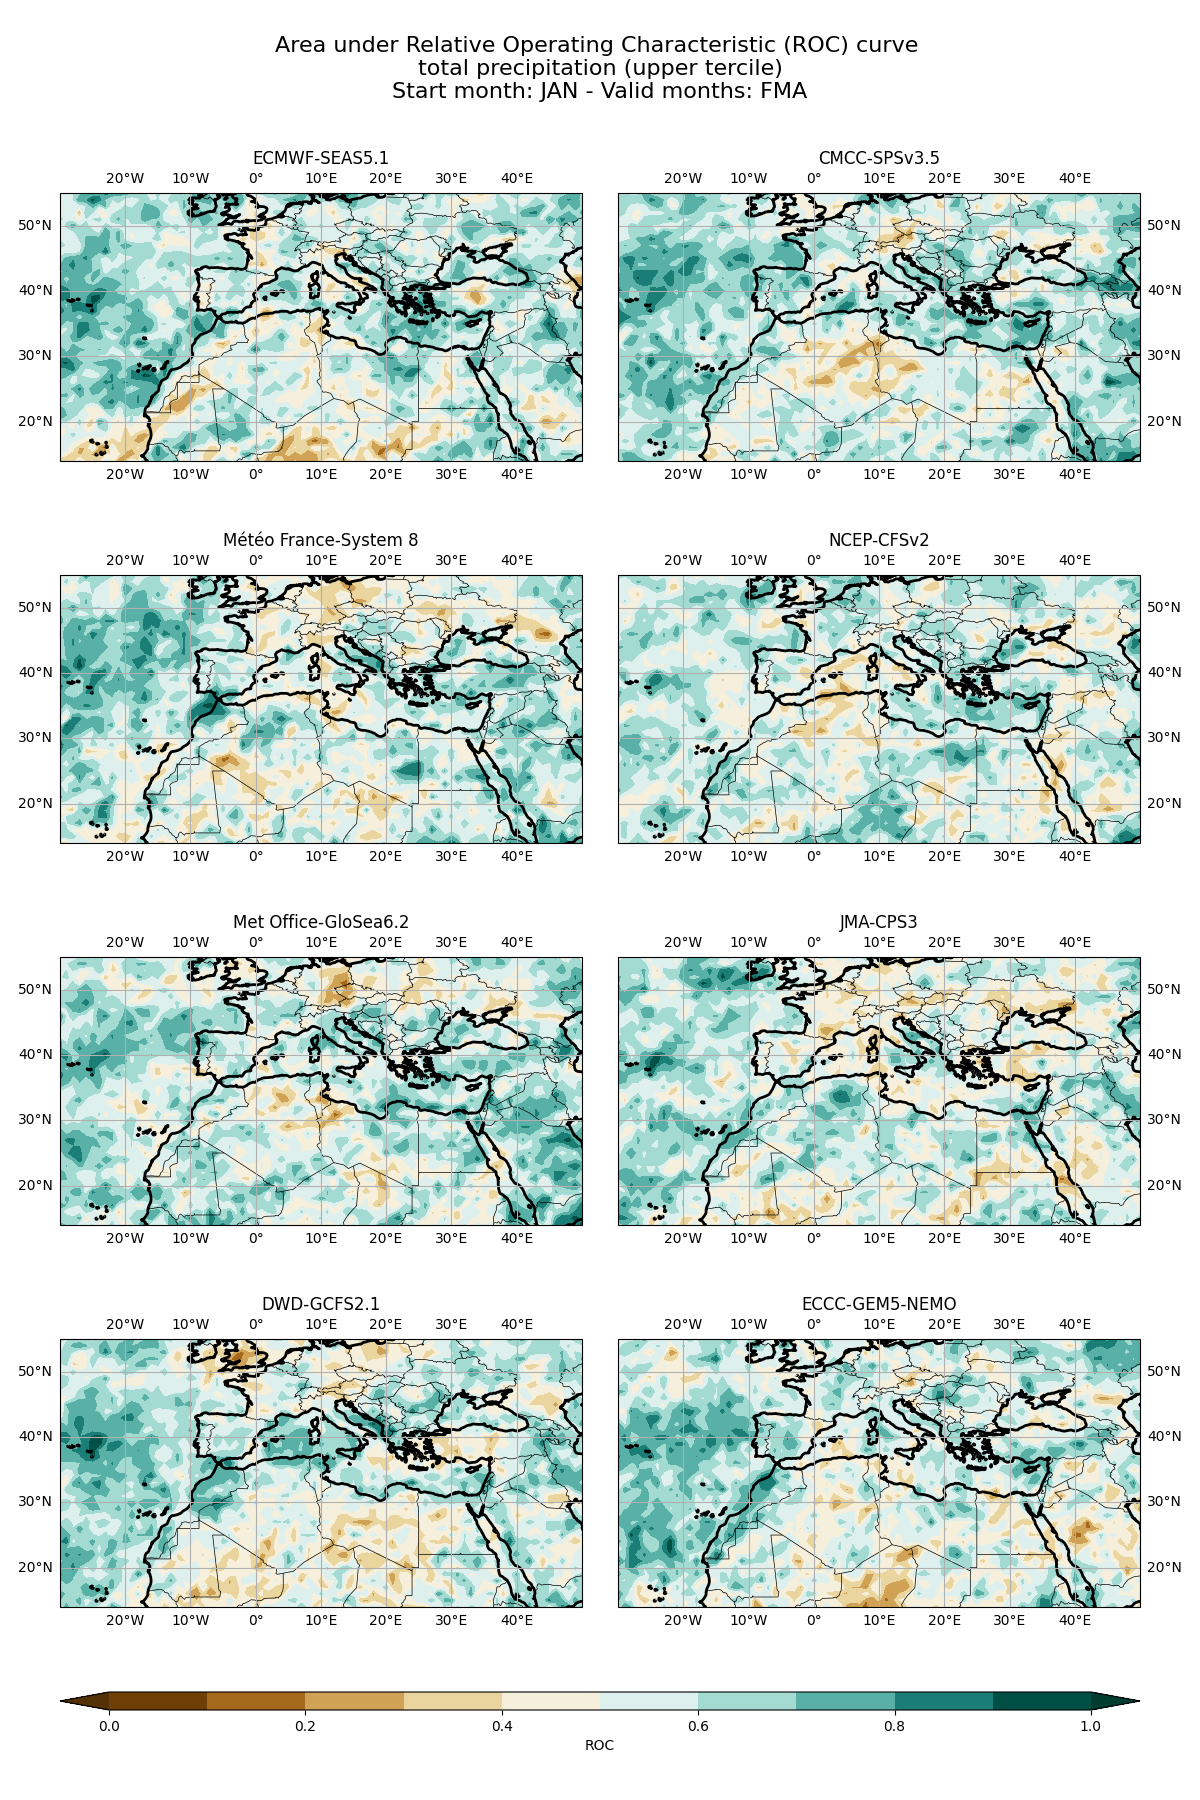 Area under Relative Operating Characteristic (ROC) curve
total precipitation (upper tercile)
Start month: JAN - Valid months: FMA
ECMWF-SEAS5.1
20°W 10°W 0° 10°E 20°E 30°E 40°E
50°N
40°N
30°N
20°N
20°W 10°W 0° 10°E 20°E 30°E 40°E
CMCC-SPSv3.5
20°W 10°W 0° 10°E 20°E 30°E 40°E
50°N
40°N
30°N
20°N
20°W 10°W 0° 10°E 20°E 30°E 40°E
Météo France-System 8
20°W 10°W 0° 10°E 20°E 30°E 40°E
50°N
40°N
30°N
20°N
20°W 10°W 0° 10°E 20°E 30°E 40°E
NCEP-CFSv2
20°W 10°W 0° 10°E 20°E 30°E 40°E
50°N
40°N
30°N
20°N
20°W 10°W 0° 10°E 20°E 30°E 40°E
Met Office-GloSea6.2
20°W 10°W 0° 10°E 20°E 30°E 40°E
50°N
40°N
30°N
20°N
20°W 10°W 0° 10°E 20°E 30°E 40°E
JMA-CPS3
20°W 10°W 0° 10°E 20°E 30°E 40°E
50°N
40°N
30°N
20°N
20°W 10°W 0° 10°E 20°E 30°E 40°E
DWD-GCFS2.1
20°W 10°W 0° 10°E 20°E 30°E 40°E
50°N
40°N
30°N
20°N
20°W 10°W 0° 10°E 20°E 30°E 40°E
ECCC-GEM5-NEMO
20°W 10°W 0° 10°E 20°E 30°E 40°E
50°N
40°N
30°N
20°N
20°W 10°W 0° 10°E 20°E 30°E 40°E
0.0 0.2 0.4 0.6 0.8 1.0
ROC